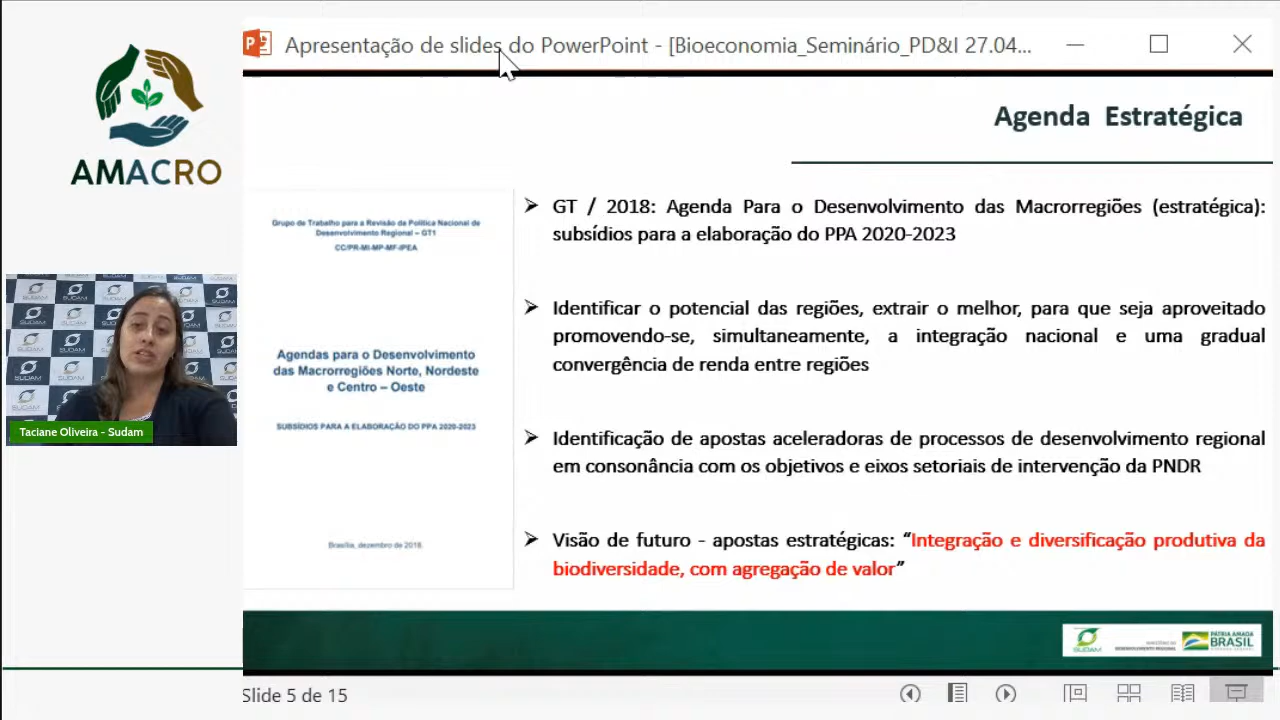 Apresentação de slides do PowerPoint - [Bioeconomia_Seminário_PD&I 27.04...
AMACRO
Agenda Estratégica
Grupo de Trabalho para a Revisão da Política Nacional de
Desenvolvimento Regional – GT1
CC/PR-MI-MP-MF-IPEA
Agendas para o Desenvolvimento
das Macrorregiões Norte, Nordeste
e Centro – Oeste
SUBSÍDIOS PARA A ELABORAÇÃO DO PPA 2020-2023
Brasília, dezembro de 2018.
➢ GT / 2018: Agenda Para o Desenvolvimento das Macrorregiões (estratégica):
subsídios para a elaboração do PPA 2020-2023
➢ Identificar o potencial das regiões, extrair o melhor, para que seja aproveitado
promovendo-se, simultaneamente, a integração nacional e uma gradual
convergência de renda entre regiões
➢ Identificação de apostas aceleradoras de processos de desenvolvimento regional
em consonância com os objetivos e eixos setoriais de intervenção da PNDR
➢ Visão de futuro - apostas estratégicas: “Integração e diversificação produtiva da
biodiversidade, com agregação de valor”
SUDAM
Taciane Oliveira - Sudam
SUDAM
DESENVOLVIMENTO REGIONAL
PÁTRIA AMADA
BRASIL
Slide 5 de 15